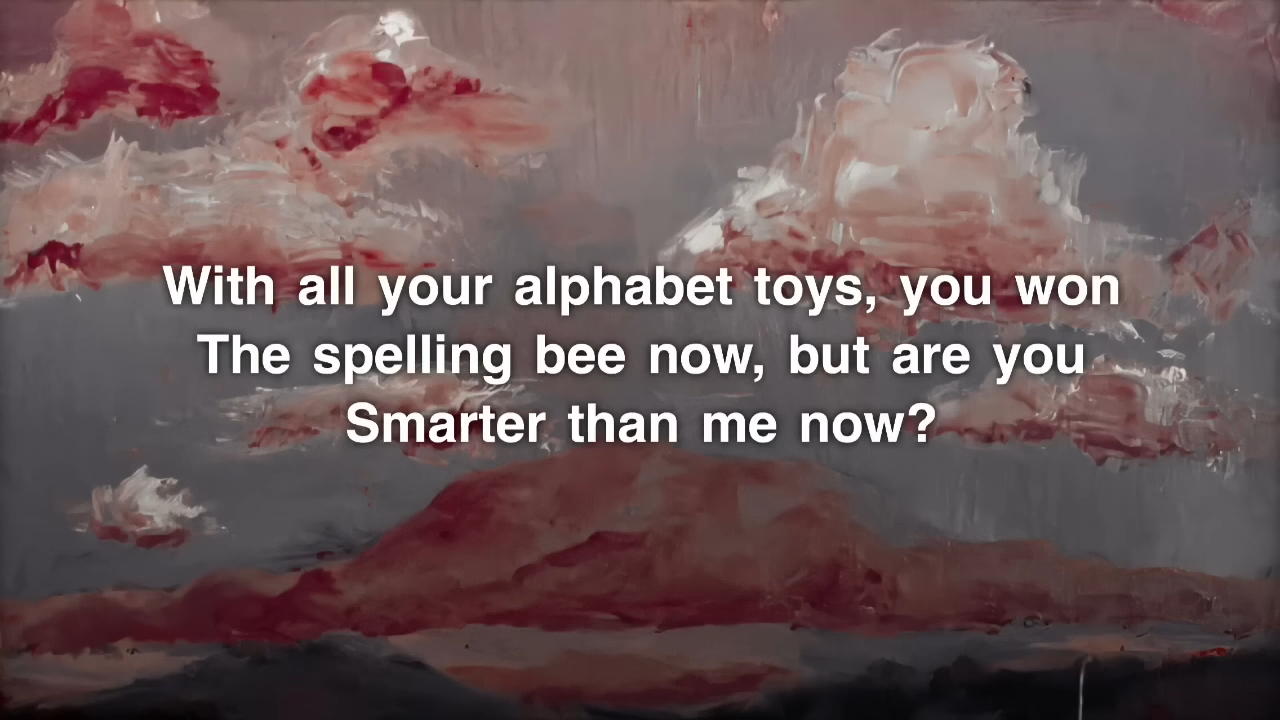 With all your alphabet toys, you won
The spelling bee now, but are you
Smarter than me now?